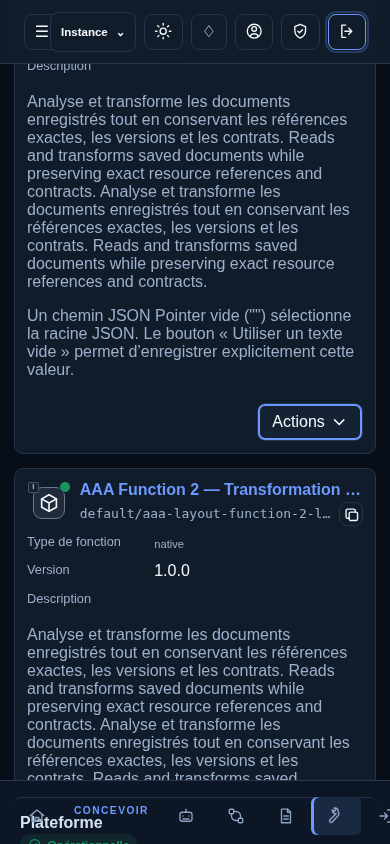 Instance
Description
Analyse et transforme les documents
enregistrés tout en conservant les références
exactes, les versions et les contrats. Reads
and transforms saved documents while
preserving exact resource references and
contracts. Analyse et transforme les
documents enregistrés tout en conservant les
références exactes, les versions et les
contrats. Reads and transforms saved
documents while preserving exact resource
references and contracts.
Un chemin JSON Pointer vide ("") sélectionne
la racine JSON. Le bouton « Utiliser un texte
vide » permet d'enregistrer explicitement cette
valeur.
Actions
I
AAA Function 2 — Transformation ...
default/aaa-layout-function-2-l...
Type de fonction native
Version 1.0.0
Description
Analyse et transforme les documents
enregistrés tout en conservant les références
exactes, les versions et les contrats. Reads
and transforms saved documents while
preserving exact resource references and
contracts. Analyse et transforme les
documents enregistrés tout en conservant les
références exactes, les versions et les
contrats. Reads and transforms saved
CONCEVOIR
Plateforme
Opérationnelle